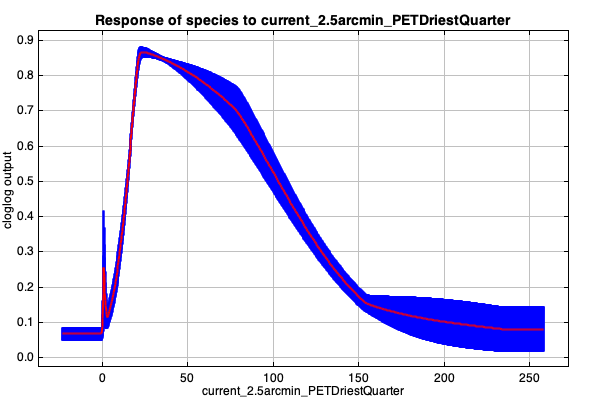 Response of species to current_2.5arcmin_PETDriestQuarter
0.9
0.8
0.7
0.6
0.5
0.4
0.3
0.2
0.1
0.0
cloglog output
0 50 100 150 200 250
current_2.5arcmin_PETDriestQuarter